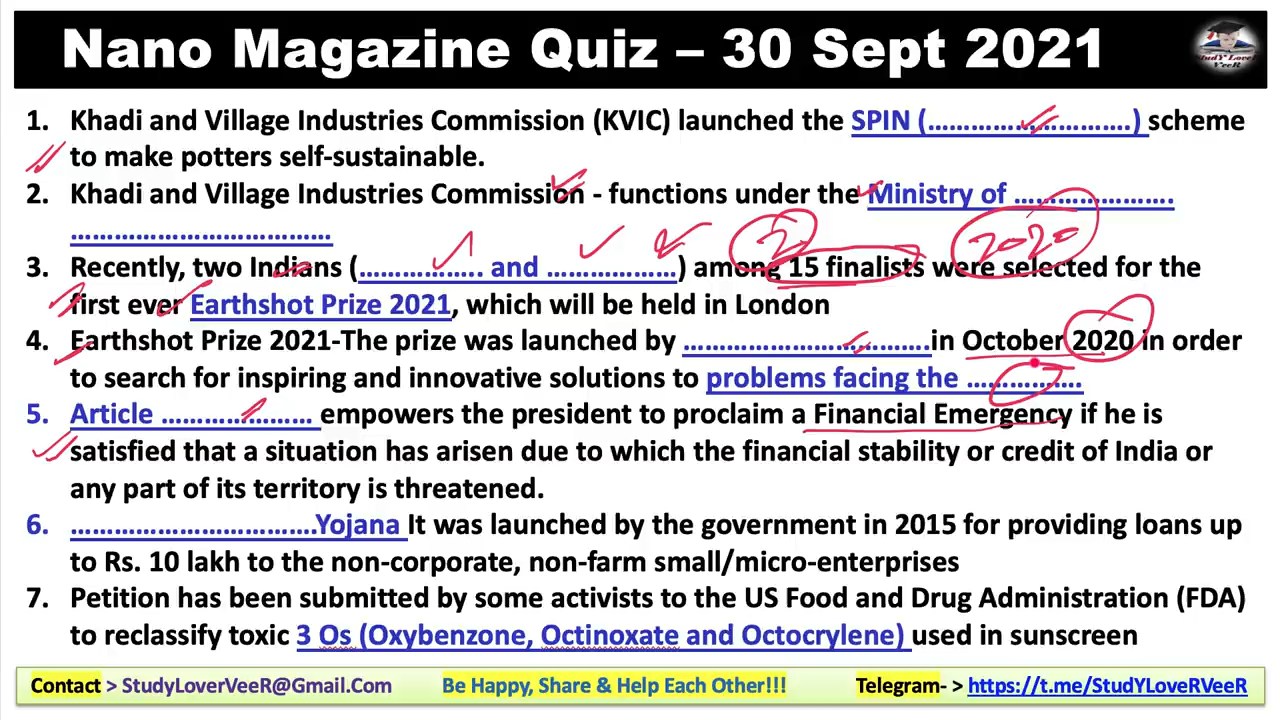 Nano Magazine Quiz – 30 Sept 2021
StudY LoveR
VeeR
1. Khadi and Village Industries Commission (KVIC) launched the SPIN (……………………….) scheme
to make potters self-sustainable.
2. Khadi and Village Industries Commission - functions under the Ministry of ………………….
………………………………
3. Recently, two Indians (…………….. and ………………) among 15 finalists were selected for the
first ever Earthshot Prize 2021, which will be held in London
2
2020
4. Earthshot Prize 2021-The prize was launched by …………………………….in October 2020 in order
to search for inspiring and innovative solutions to problems facing the …………….
5. Article ………………… empowers the president to proclaim a Financial Emergency if he is
satisfied that a situation has arisen due to which the financial stability or credit of India or
any part of its territory is threatened.
6. …………………………….Yojana It was launched by the government in 2015 for providing loans up
to Rs. 10 lakh to the non-corporate, non-farm small/micro-enterprises
7. Petition has been submitted by some activists to the US Food and Drug Administration (FDA)
to reclassify toxic 3 Os (Oxybenzone, Octinoxate and Octocrylene) used in sunscreen
Contact > StudyLoverVeeR@Gmail.Com Be Happy, Share & Help Each Other!!! Telegram- > https://t.me/StudYLoveRVeeR